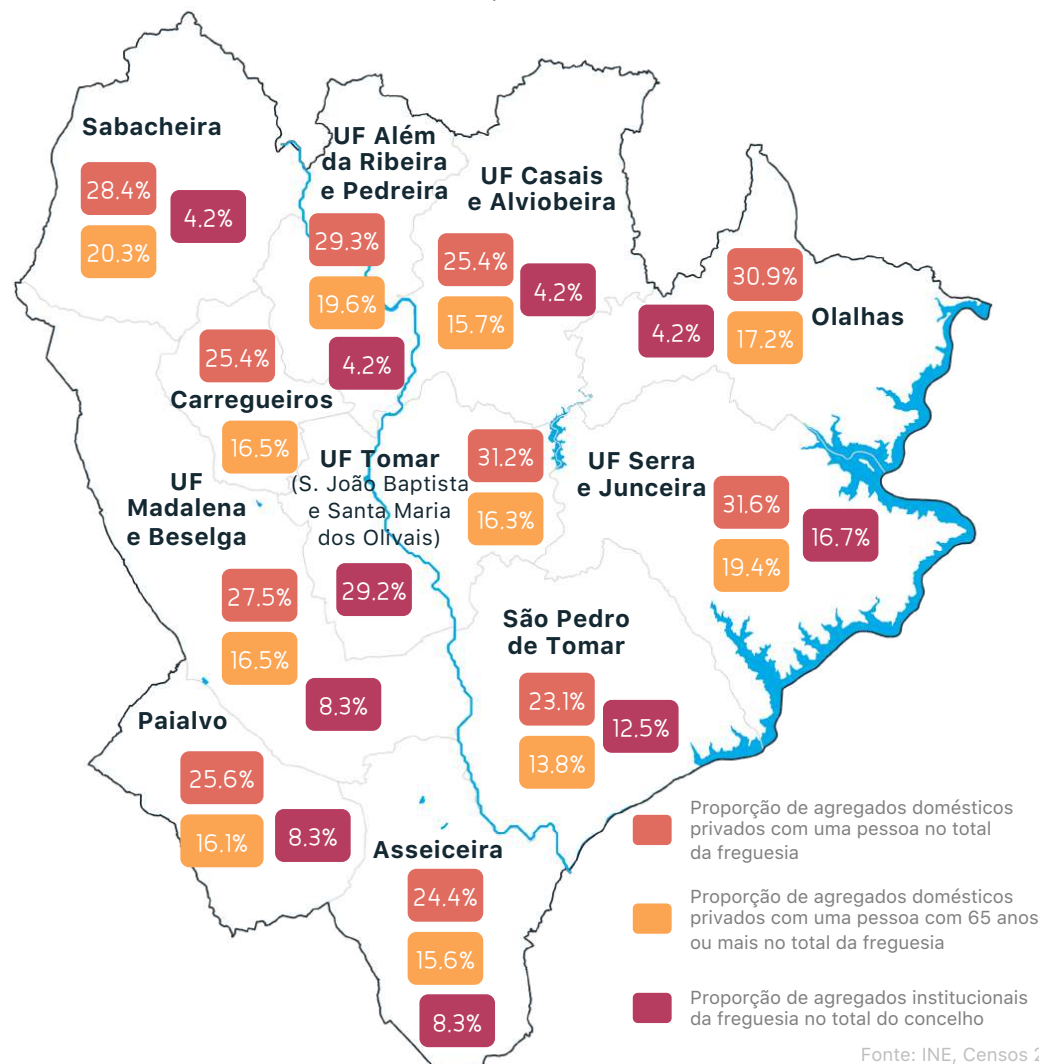 Sabacheira
28.4%
4.2%
20.3%
UF Além
da Ribeira
e Pedreira
29.3%
19.6%
4.2%
UF Casais
e Alviobeira
25.4%
4.2%
15.7%
30.9%
Olalhas
4.2%
17.2%
25.4%
Carregueiros
16.5%
UF Tomar
(S. João Baptista
e Santa Maria
dos Olivais)
31.2%
16.3%
29.2%
UF Serra
e Junceira
31.6%
16.7%
19.4%
UF
Madalena
e Beselga
27.5%
16.5%
8.3%
São Pedro
de Tomar
23.1%
12.5%
13.8%
Paialvo
25.6%
16.1%
8.3%
Asseiceira
24.4%
15.6%
8.3%
Proporção de agregados domésticos
privados com uma pessoa no total
da freguesia
Proporção de agregados domésticos
privados com uma pessoa com 65 anos
ou mais no total da freguesia
Proporção de agregados institucionais
da freguesia no total do concelho
Fonte: INE, Censos 2